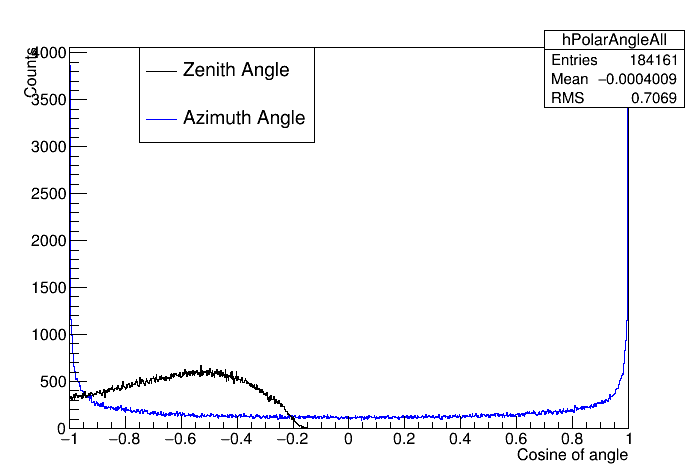 hPolarAngleAll
Entries 184161
Mean −0.0004009
RMS 0.7069
Counts
Zenith Angle
Azimuth Angle
4000
3500
3000
2500
2000
1500
1000
500
0
−1 −0.8 −0.6 −0.4 −0.2 0 0.2 0.4 0.6 0.8 1
Cosine of angle